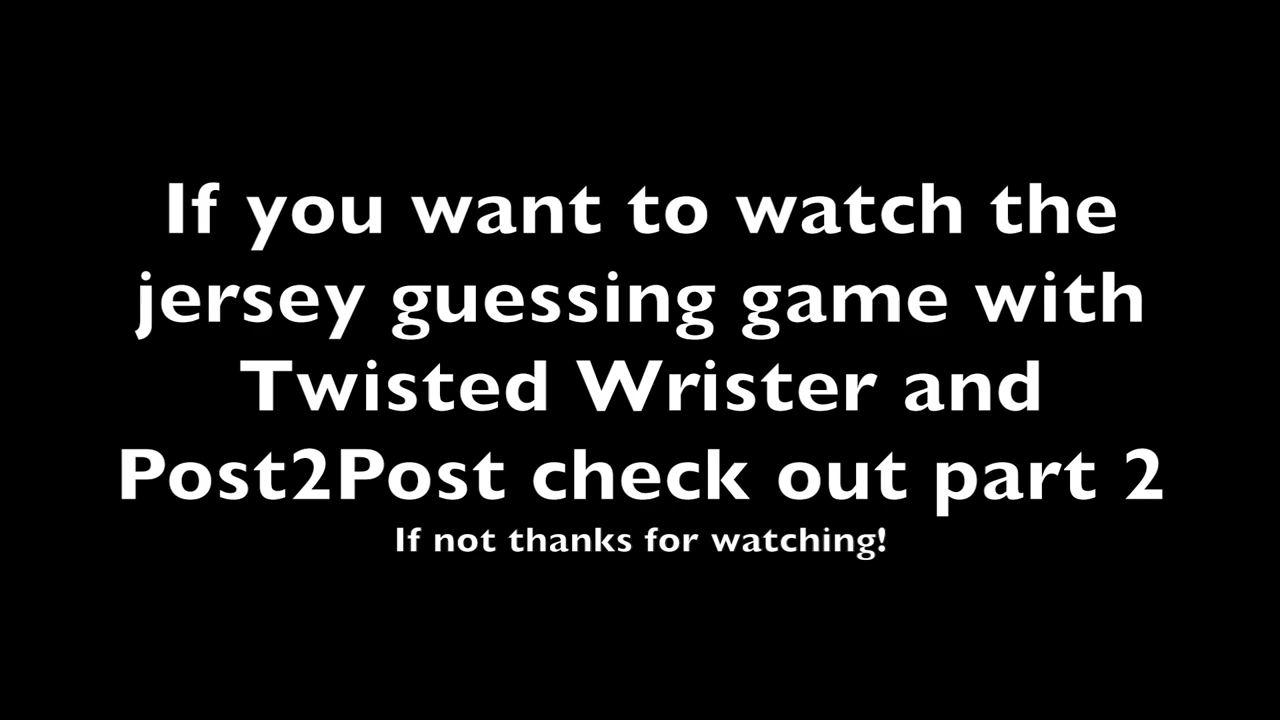 If you want to watch the
jersey guessing game with
Twisted Wrister and
Post2Post check out part 2
If not thanks for watching!